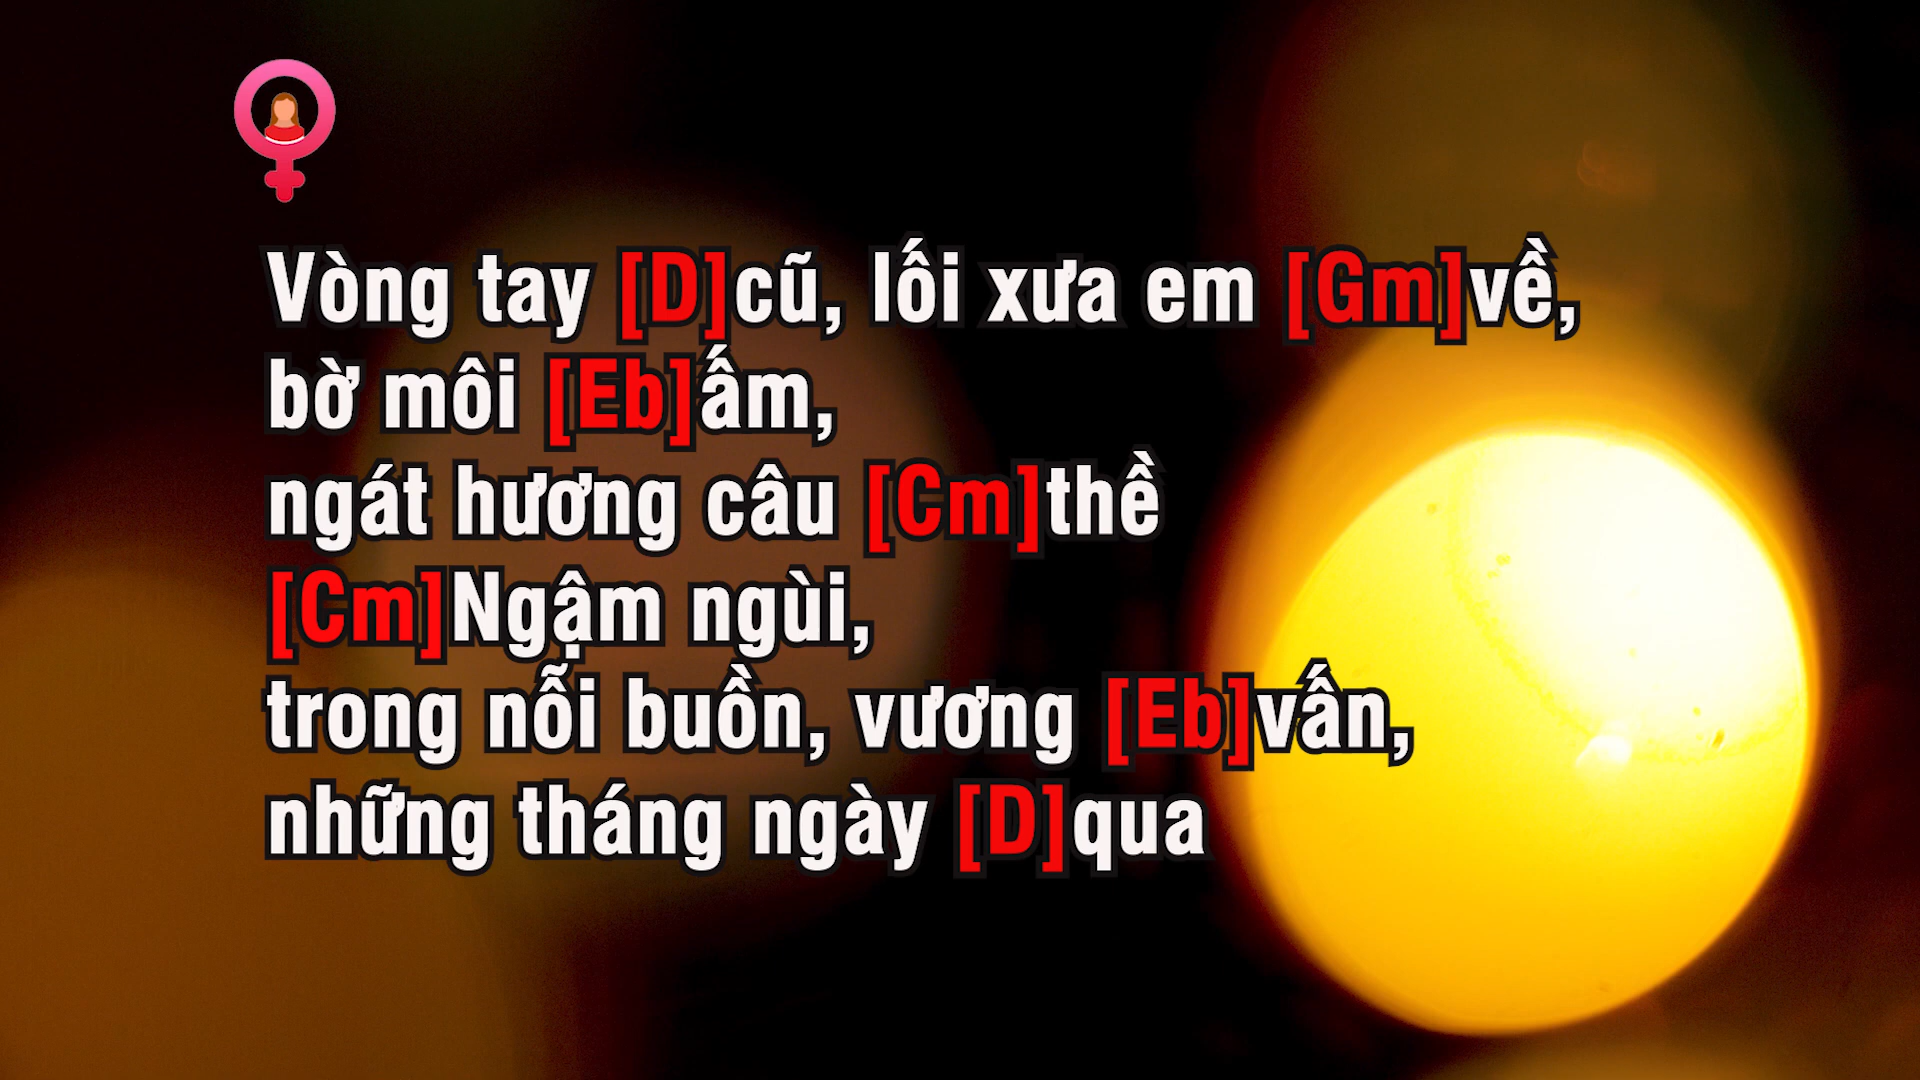 Vòng tay [D]cũ, lối xưa em [Gm]về,
bờ môi [Eb]ấm,
ngát hương câu [Cm]thề
[Cm]Ngậm ngùi,
trong nỗi buồn, vương [Eb]vấn,
những tháng ngày [D]qua